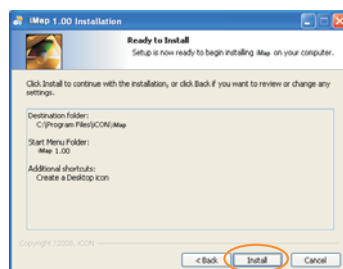 iMap 1.00 Installation
Ready to Install
Setup is now ready to begin installing iMap on your computer.
Click Install to continue with the installation, or click Back if you want to review or change any
settings.
Destination folder:
C:\Program Files\iCON\iMap
Start Menu Folder:
iMap 1.00
Additional shortcuts:
Create a Desktop icon
Copyright ?2008, iCON
< Back
Install
Cancel